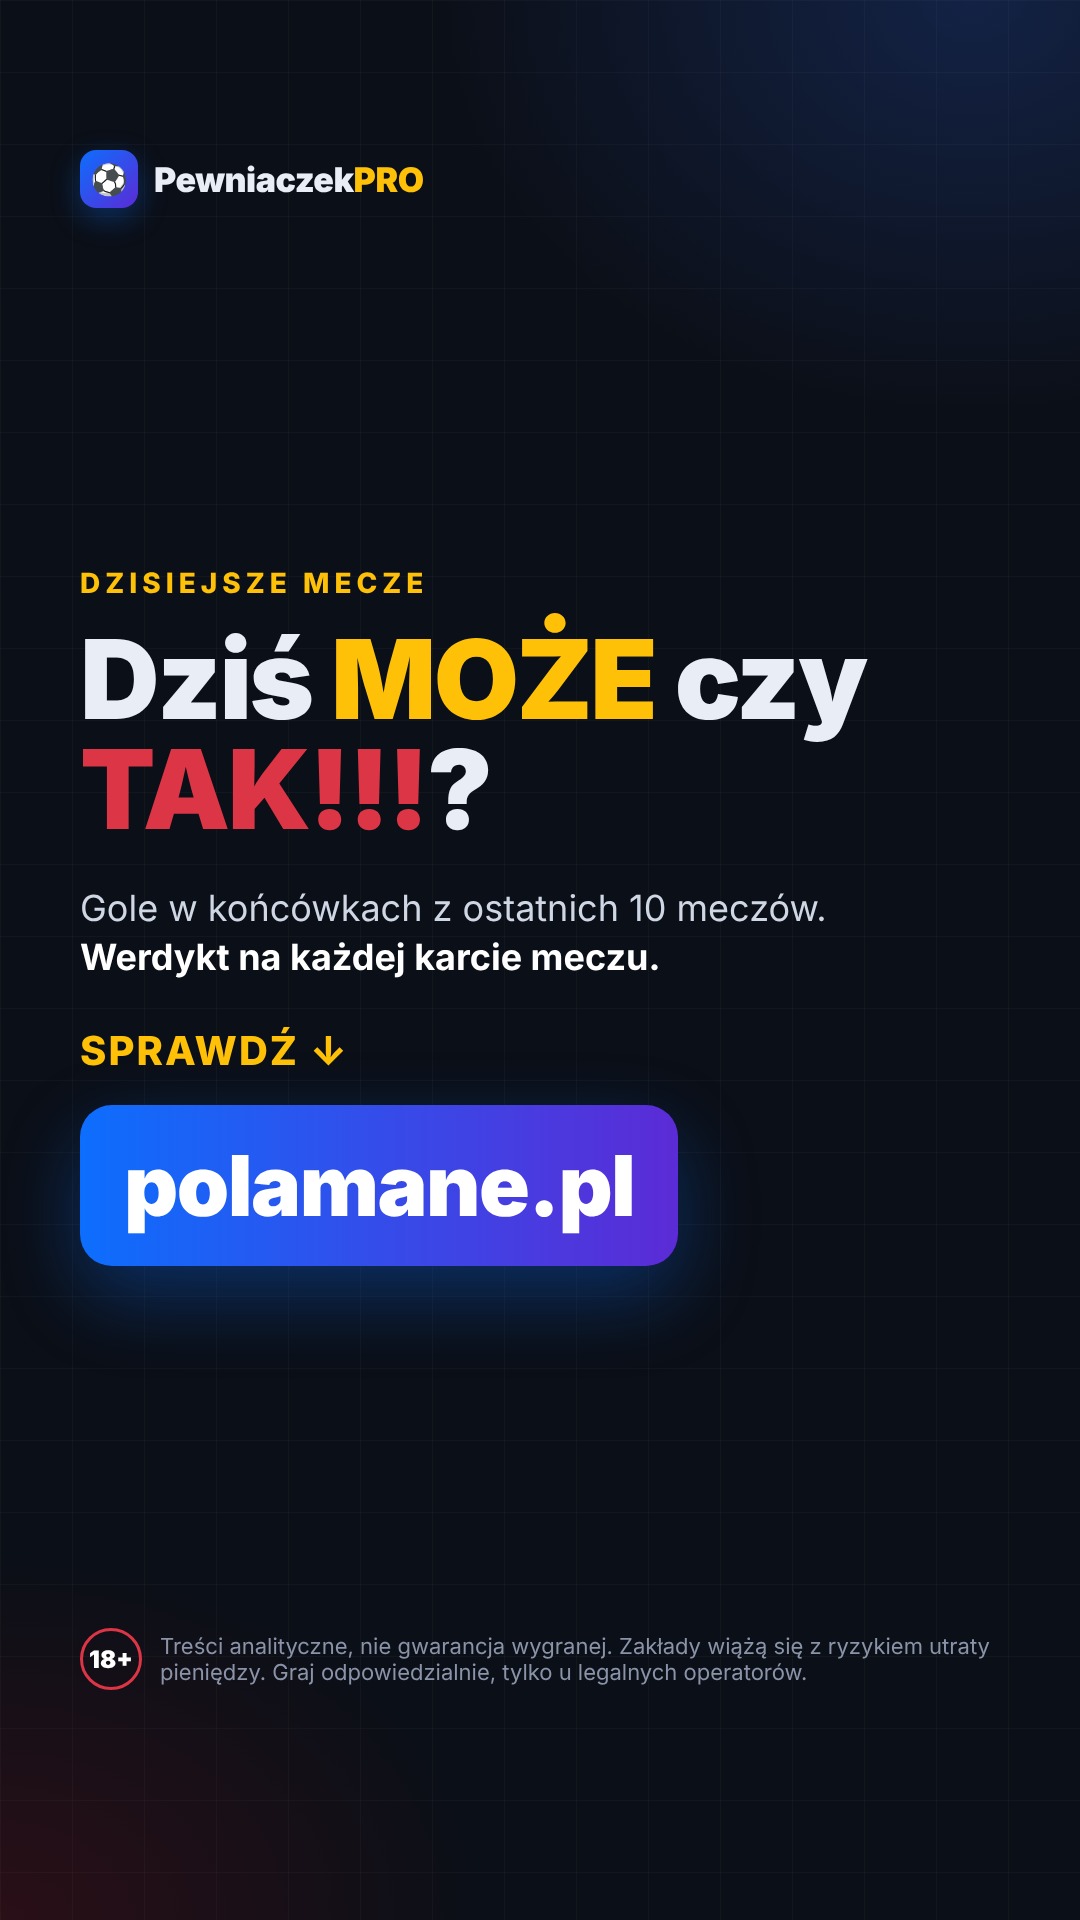 PewniaczekPRO
DZISIEJSZE MECZE
Dziś MOŻE czy
TAK!!!?
Gole w końcówkach z ostatnich 10 meczów.
Werdykt na każdej karcie meczu.
SPRAWDŹ ↓
polamane.pl
18+
Treści analityczne, nie gwarancja wygranej. Zakłady wiążą się z ryzykiem utraty
pieniędzy. Graj odpowiedzialnie, tylko u legalnych operatorów.